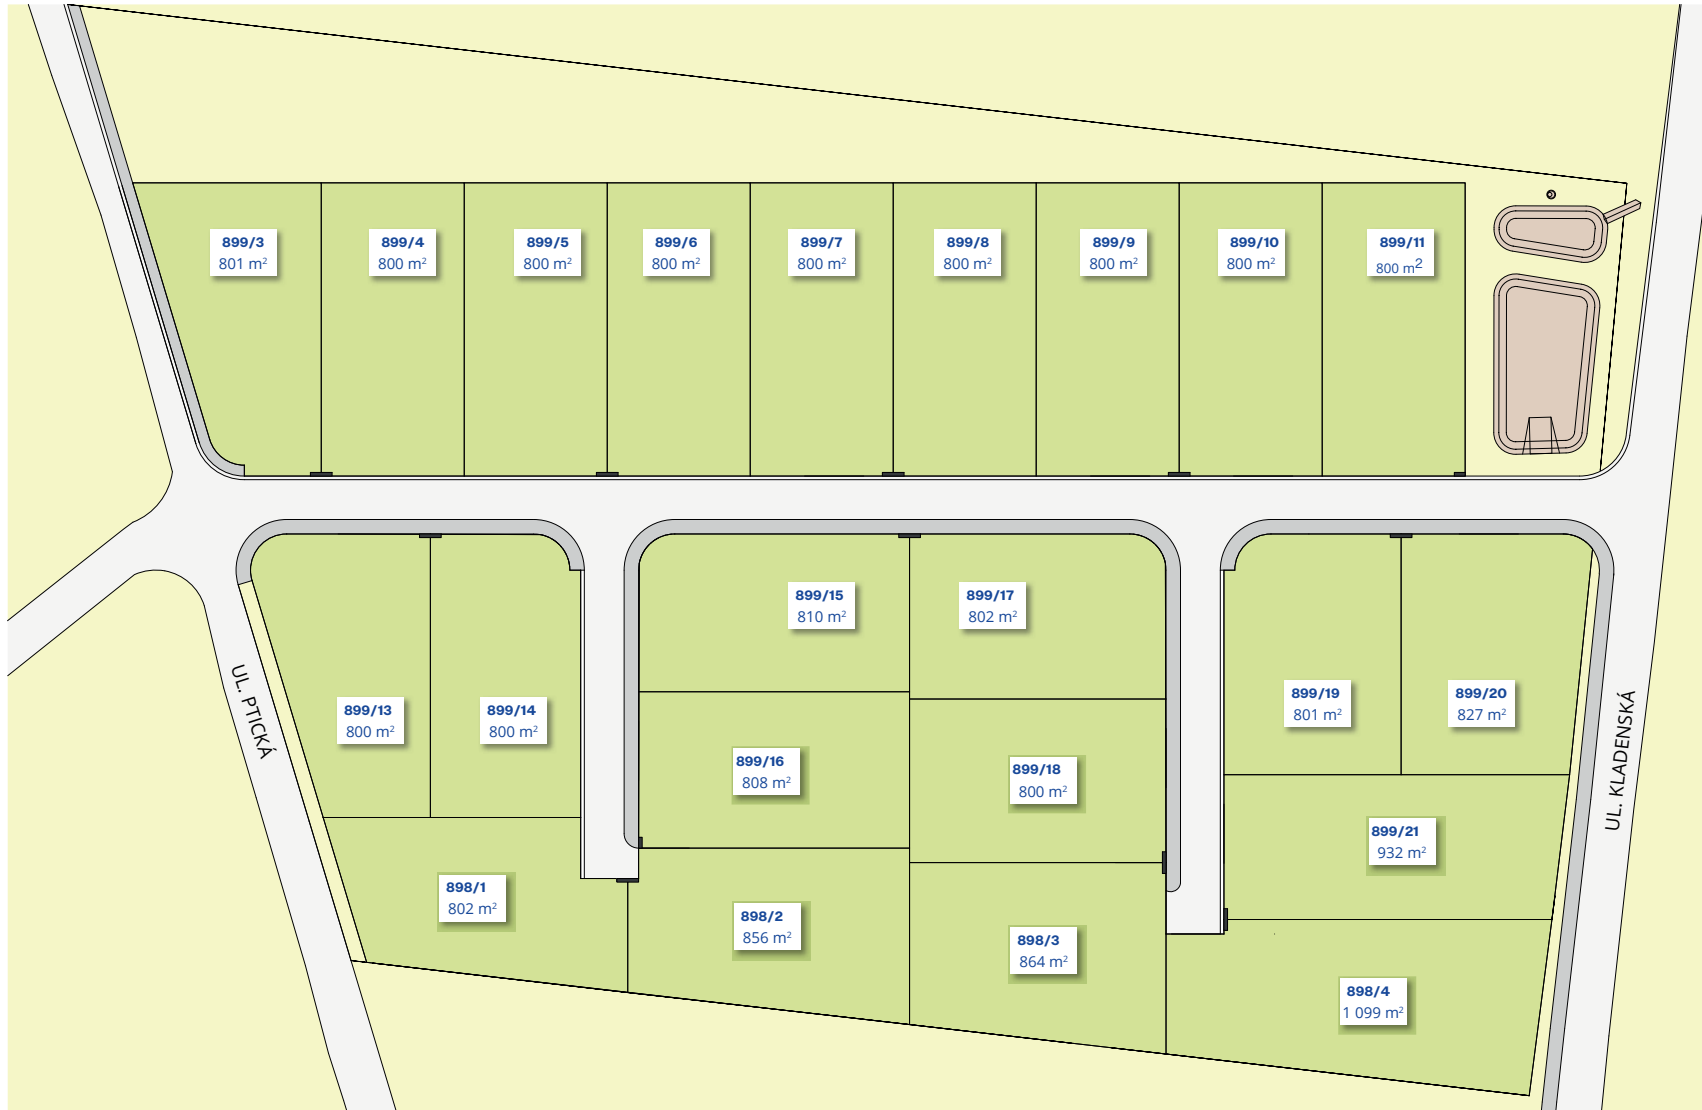 899/3
801 m²
899/4
800 m²
899/5
800 m²
899/6
800 m²
899/7
800 m²
899/8
800 m²
899/9
800 m²
899/10
800 m²
899/11
800 m²
899/15
810 m²
899/17
802 m²
899/13
800 m²
899/14
800 m²
899/19
801 m²
899/20
827 m²
UL. PTICKÁ
UL. KLADENSKÁ
899/16
808 m²
899/18
800 m²
899/21
932 m²
898/1
802 m²
898/2
856 m²
898/3
864 m²
898/4
1 099 m²